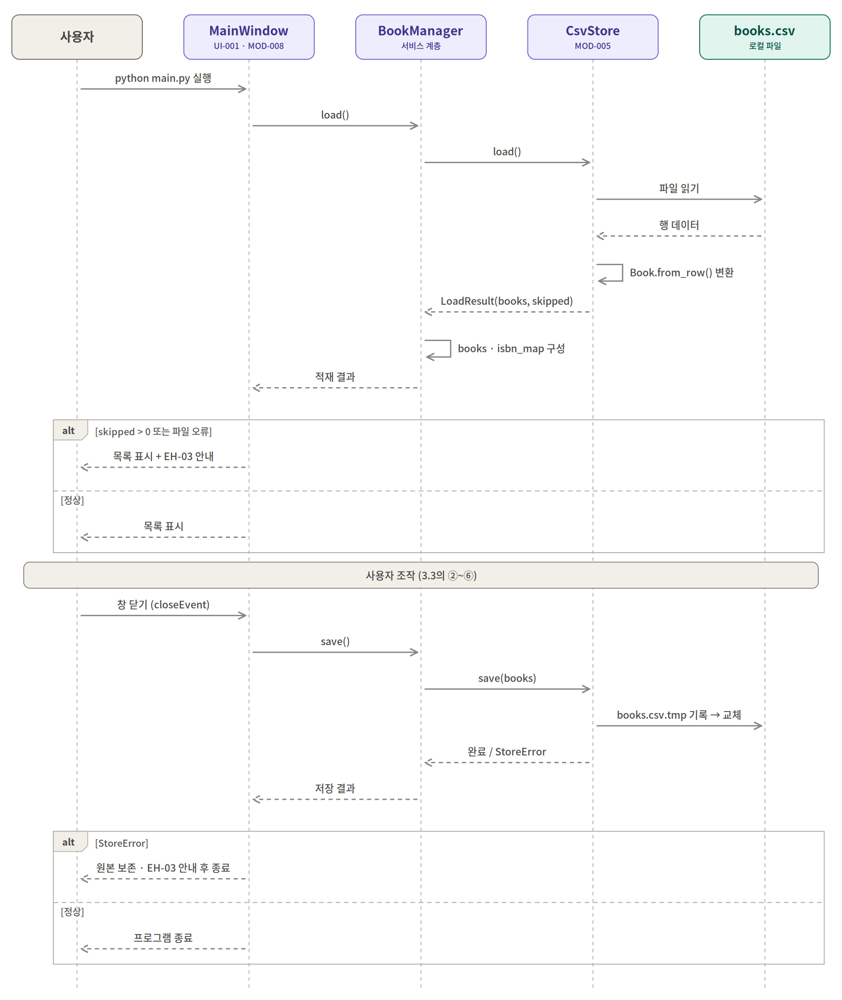 사용자
MainWindow
UI-001 · MOD-008
BookManager
서비스 계층
CsvStore
MOD-005
books.csv
로컬 파일
python main.py 실행
load()
load()
파일 읽기
행 데이터
Book.from_row() 변환
LoadResult(books, skipped)
books · isbn_map 구성
적재 결과
alt
[skipped > 0 또는 파일 오류]
목록 표시 + EH-03 안내
[정상]
목록 표시
사용자 조작 (3.3의 ②~⑥)
창 닫기 (closeEvent)
save()
save(books)
books.csv.tmp 기록 → 교체
완료 / StoreError
저장 결과
alt
[StoreError]
원본 보존 · EH-03 안내 후 종료
[정상]
프로그램 종료